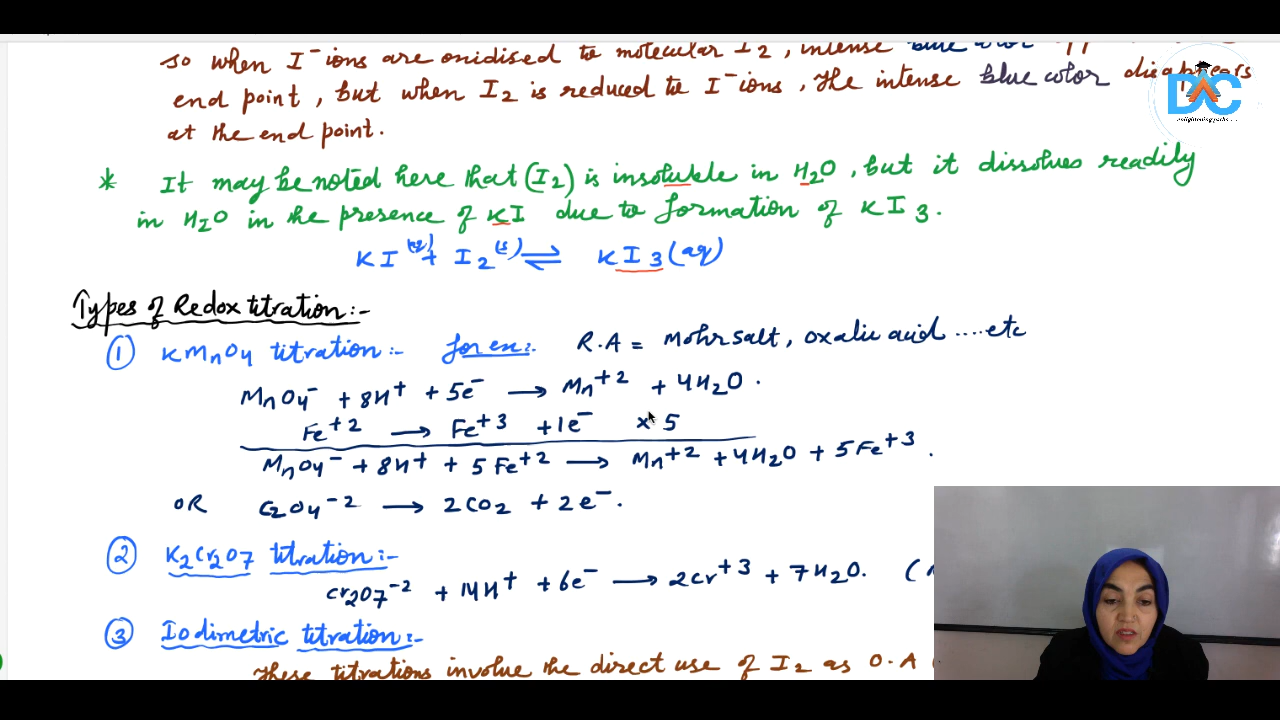 so when I⁻ ions are onidised to molecular I2, intense blue color
end point, but when I2 is reduced to I⁻ ions, the intense blue color disappears
at the end point.
* It may be noted here that (I2) is insoluble in H2O, but it dissolves readily
in H2O in the presence of KI due to formation of KI3.
KI + I2(s) ⇌ KI3(aq)
Types of Redox titration:-
① KMnO4 titration:- for en:. R.A = Mohr salt, oxalic acid ....etc
MnO4⁻ + 8H⁺ + 5e⁻ → Mn⁺² + 4H2O.
Fe⁺² → Fe⁺³ + 1e⁻ × 5
MnO4⁻ + 8H⁺ + 5Fe⁺² → Mn⁺² + 4H2O + 5Fe⁺³.
OR C2O4⁻² → 2CO2 + 2e⁻.
② K2Cr2O7 titration:-
Cr2O7⁻² + 14H⁺ + 6e⁻ → 2Cr⁺³ + 7H2O. (
③ Iodimetric titration:-
These titrations involve the direct use of I2 as O.A
DAC